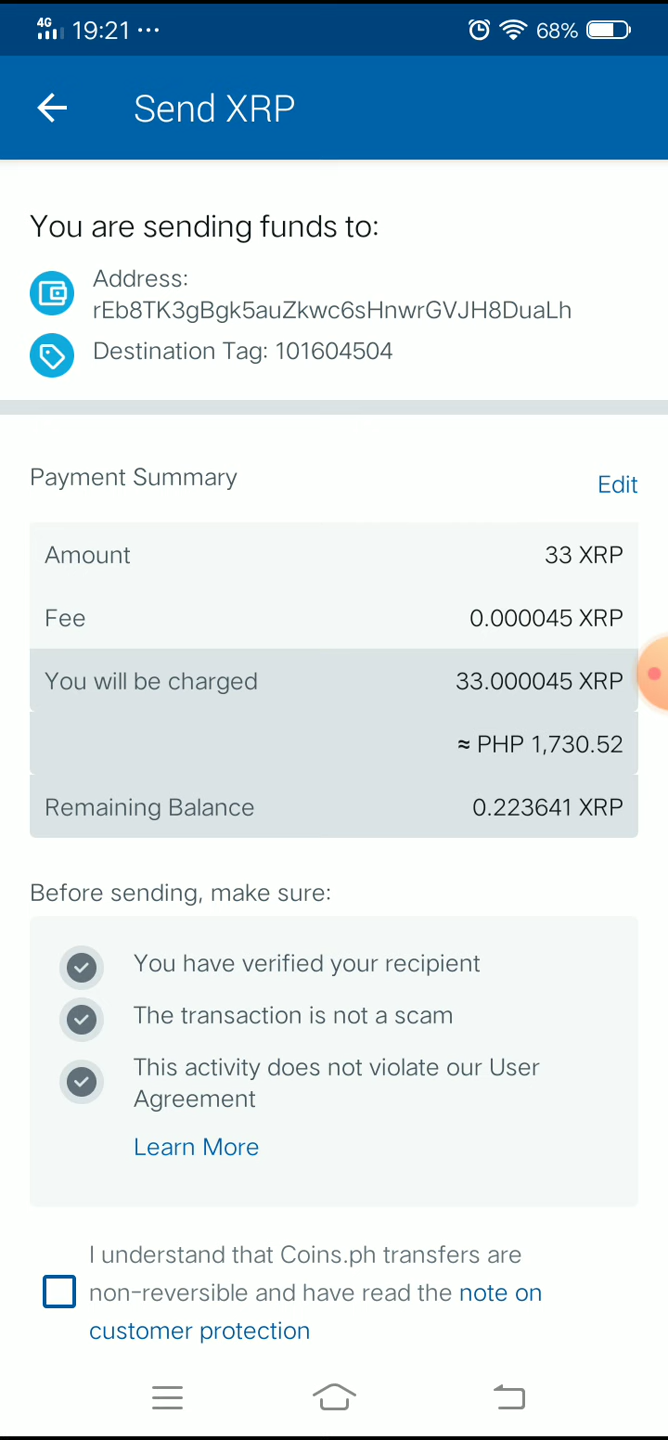 4G 19:21 ··· 68%
Send XRP
You are sending funds to:
Address:
rEb8TK3gBgk5auZkwc6sHnwrGVJH8DuaLh
Destination Tag: 101604504
Payment Summary
Edit
Amount 33 XRP
Fee 0.000045 XRP
You will be charged 33.000045 XRP
≈ PHP 1,730.52
Remaining Balance 0.223641 XRP
Before sending, make sure:
You have verified your recipient
The transaction is not a scam
This activity does not violate our User
Agreement
Learn More
I understand that Coins.ph transfers are
non-reversible and have read the note on
customer protection